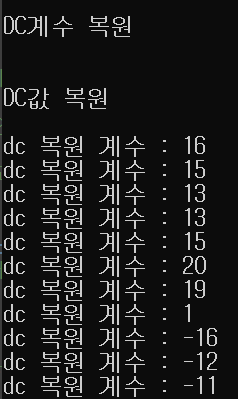 DC계수 복원
DC값 복원
dc 복원 계수 : 16
dc 복원 계수 : 15
dc 복원 계수 : 13
dc 복원 계수 : 13
dc 복원 계수 : 15
dc 복원 계수 : 20
dc 복원 계수 : 19
dc 복원 계수 : 1
dc 복원 계수 : -16
dc 복원 계수 : -12
dc 복원 계수 : -11